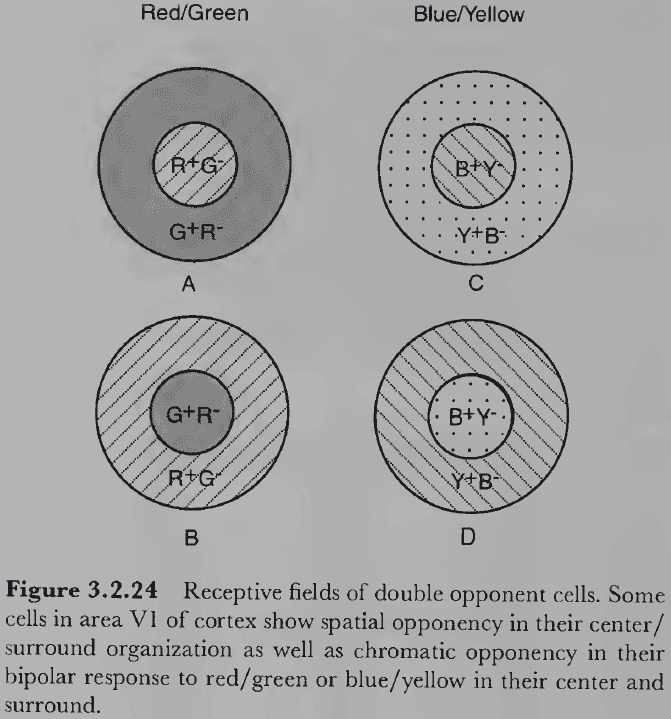 Red/Green
Blue/Yellow
R+G-
G+R-
A
B+Y-
Y+B-
C
G+R-
R+G-
B
B+Y-
Y+B-
D
Figure 3.2.24 Receptive fields of double opponent cells. Some
cells in area V1 of cortex show spatial opponency in their center/
surround organization as well as chromatic opponency in their
bipolar response to red/green or blue/yellow in their center and
surround.